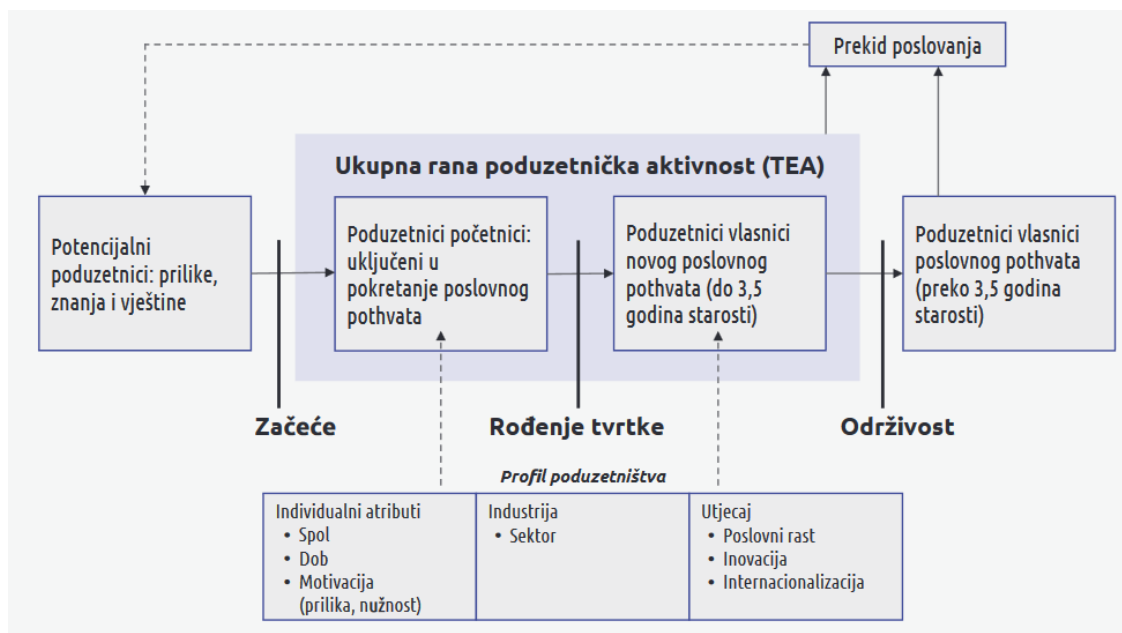 Prekid poslovanja
Ukupna rana poduzetnička aktivnost (TEA)
Potencijalni
poduzetnici: prilike,
znanja i vještine
Poduzetnici početnici:
uključeni u
pokretanje poslovnog
pothvata
Poduzetnici vlasnici
novog poslovnog
pothvata (do 3,5
godina starosti)
Poduzetnici vlasnici
poslovnog pothvata
(preko 3,5 godina
starosti)
Začeće
Rođenje tvrtke
Održivost
Profil poduzetništva
Individualni atributi
• Spol
• Dob
• Motivacija
(prilika, nužnost)
Industrija
• Sektor
Utjecaj
• Poslovni rast
• Inovacija
• Internacionalizacija